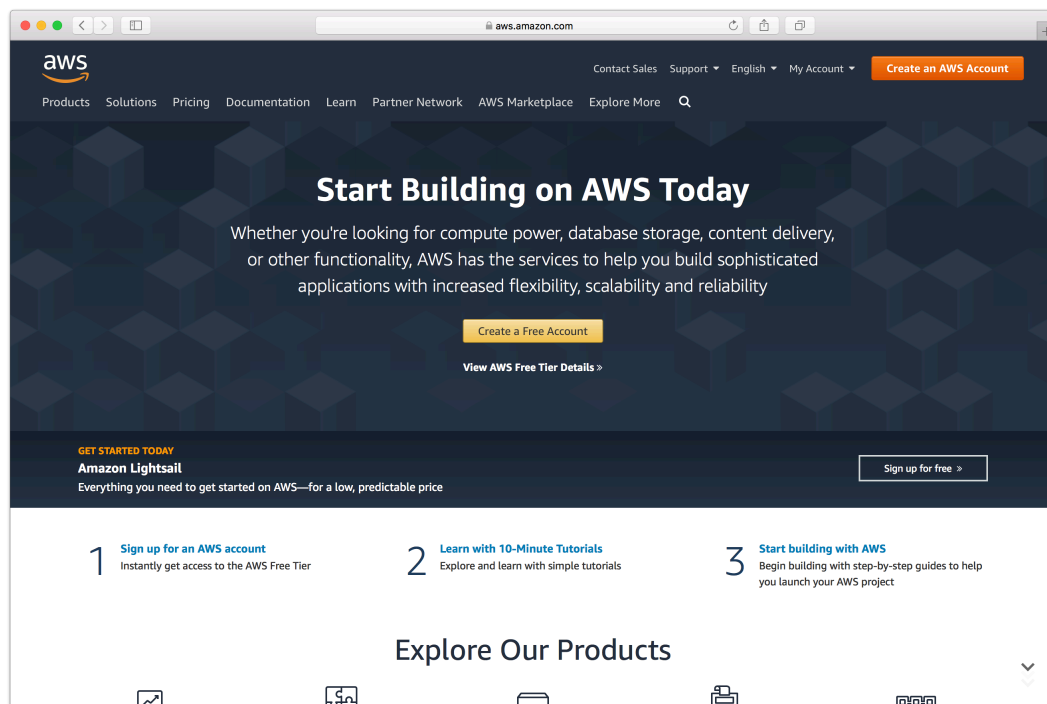 aws.amazon.com
aws
Contact Sales Support English My Account Create an AWS Account
Products Solutions Pricing Documentation Learn Partner Network AWS Marketplace Explore More
Start Building on AWS Today
Whether you're looking for compute power, database storage, content delivery,
or other functionality, AWS has the services to help you build sophisticated
applications with increased flexibility, scalability and reliability
Create a Free Account
View AWS Free Tier Details »
GET STARTED TODAY
Amazon Lightsail
Everything you need to get started on AWS—for a low, predictable price
Sign up for free »
1 Sign up for an AWS account
Instantly get access to the AWS Free Tier
2 Learn with 10-Minute Tutorials
Explore and learn with simple tutorials
3 Start building with AWS
Begin building with step-by-step guides to help
you launch your AWS project
Explore Our Products